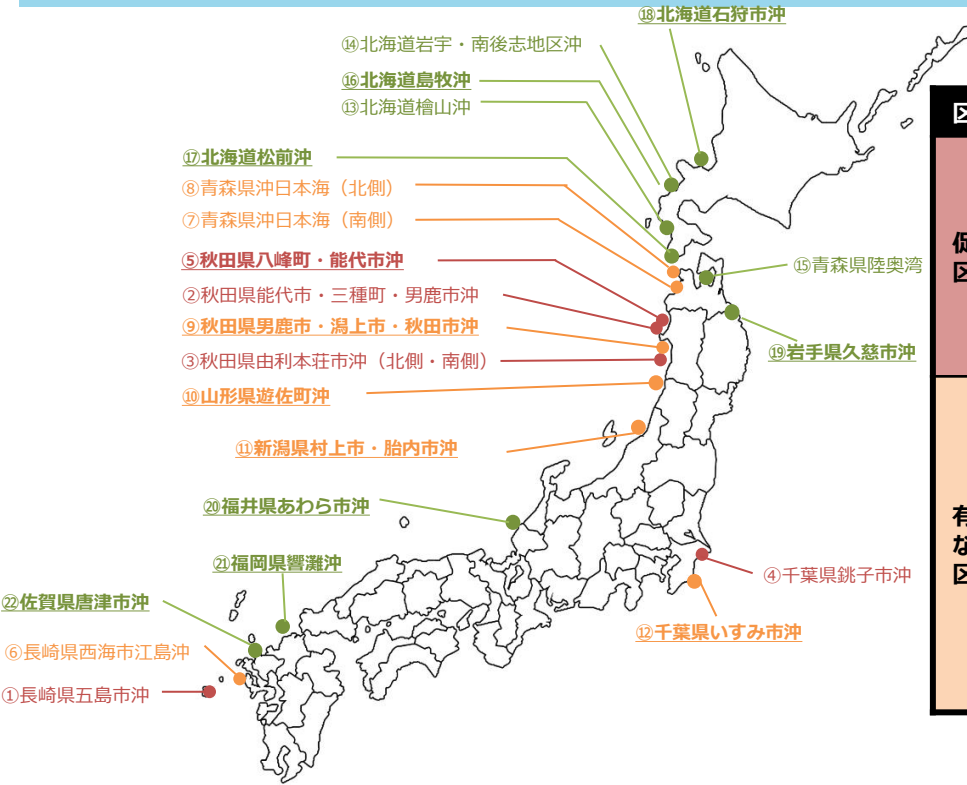 ⑱北海道石狩市沖
⑭北海道岩宇・南後志地区沖
⑯北海道島牧沖
⑬北海道檜山沖
⑰北海道松前沖
⑧青森県沖日本海（北側）
⑦青森県沖日本海（南側）
⑤秋田県八峰町・能代市沖
⑮青森県陸奥湾
②秋田県能代市・三種町・男鹿市沖
⑨秋田県男鹿市・潟上市・秋田市沖
⑲岩手県久慈市沖
③秋田県由利本荘市沖（北側・南側）
⑩山形県遊佐町沖
⑪新潟県村上市・胎内市沖
⑳福井県あわら市沖
㉑福岡県響灘沖
④千葉県銚子市沖
㉒佐賀県唐津市沖
⑫千葉県いすみ市沖
⑥長崎県西海市江島沖
①長崎県五島市沖
区
促
区
有
な
区